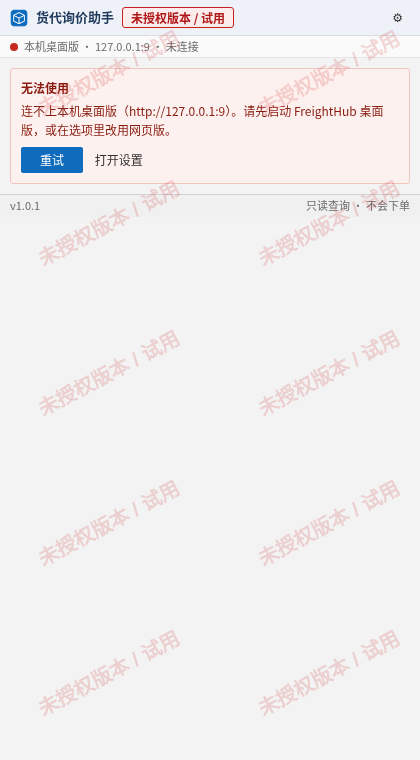 货代询价助手 未授权版本 / 试用 ⚙
本机桌面版 · 127.0.0.1:9 · 未连接
无法使用
连不上本机桌面版（http://127.0.0.1:9）。请先启动 FreightHub 桌面
版，或在选项里改用网页版。
重试 打开设置
v1.0.1 只读查询 · 不会下单
未授权版本 / 试用 未授权版本 / 试用
未授权版本 / 试用 未授权版本 / 试用
未授权版本 / 试用 未授权版本 / 试用
未授权版本 / 试用 未授权版本 / 试用
未授权版本 / 试用 未授权版本 / 试用